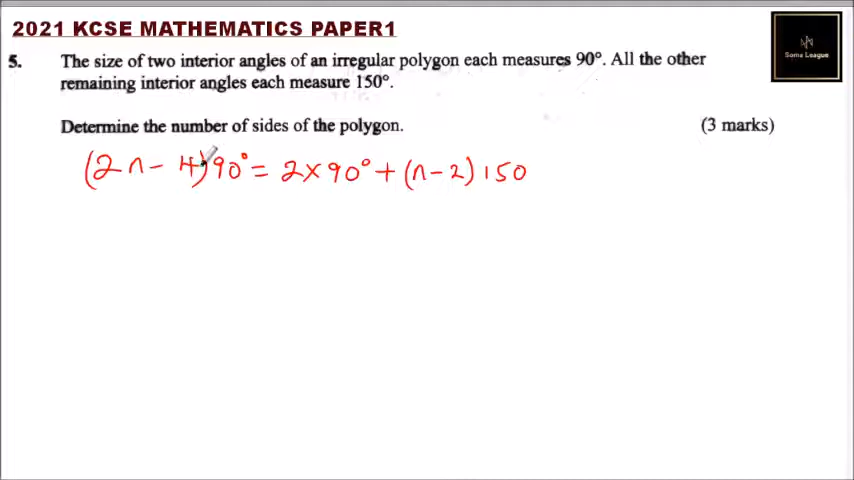 2021 KCSE MATHEMATICS PAPER1
Soma League
5. The size of two interior angles of an irregular polygon each measures 90°. All the other
remaining interior angles each measure 150°.
Determine the number of sides of the polygon. (3 marks)
(2n - 4)90° = 2×90° + (n-2)150